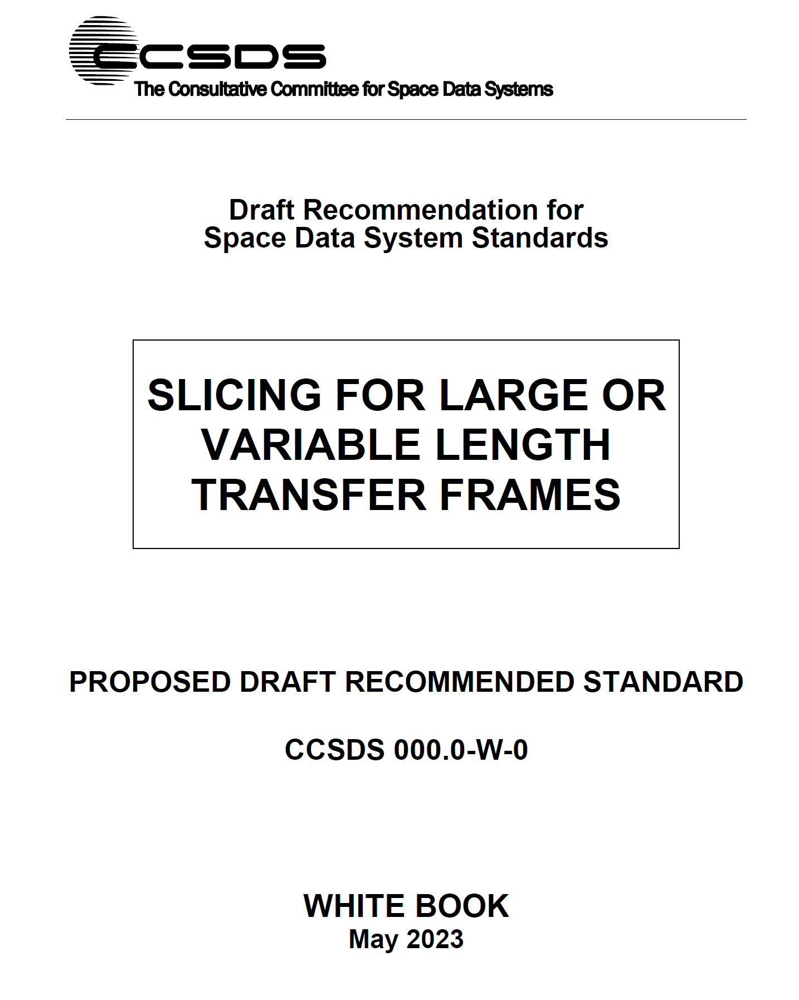 CCSDS
The Consultative Committee for Space Data Systems
Draft Recommendation for
Space Data System Standards
SLICING FOR LARGE OR
VARIABLE LENGTH
TRANSFER FRAMES
PROPOSED DRAFT RECOMMENDED STANDARD
CCSDS 000.0-W-0
WHITE BOOK
May 2023